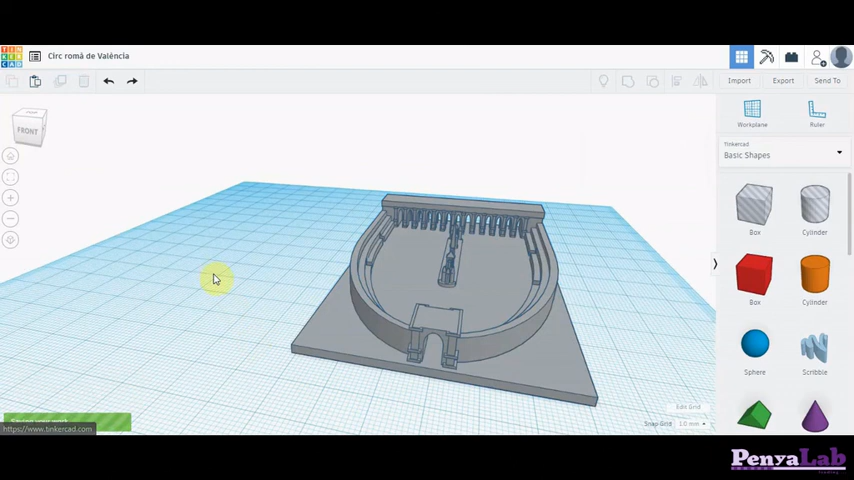 TIN
KER
CAD
Circ romà de València
Import
Export
Send To
FRONT
Workplane
Ruler
Tinkercad
Basic Shapes
Box
Cylinder
Box
Cylinder
Sphere
Scribble
Edit Grid
Snap Grid
1.0 mm
https://www.tinkercad.com
PenyaLab